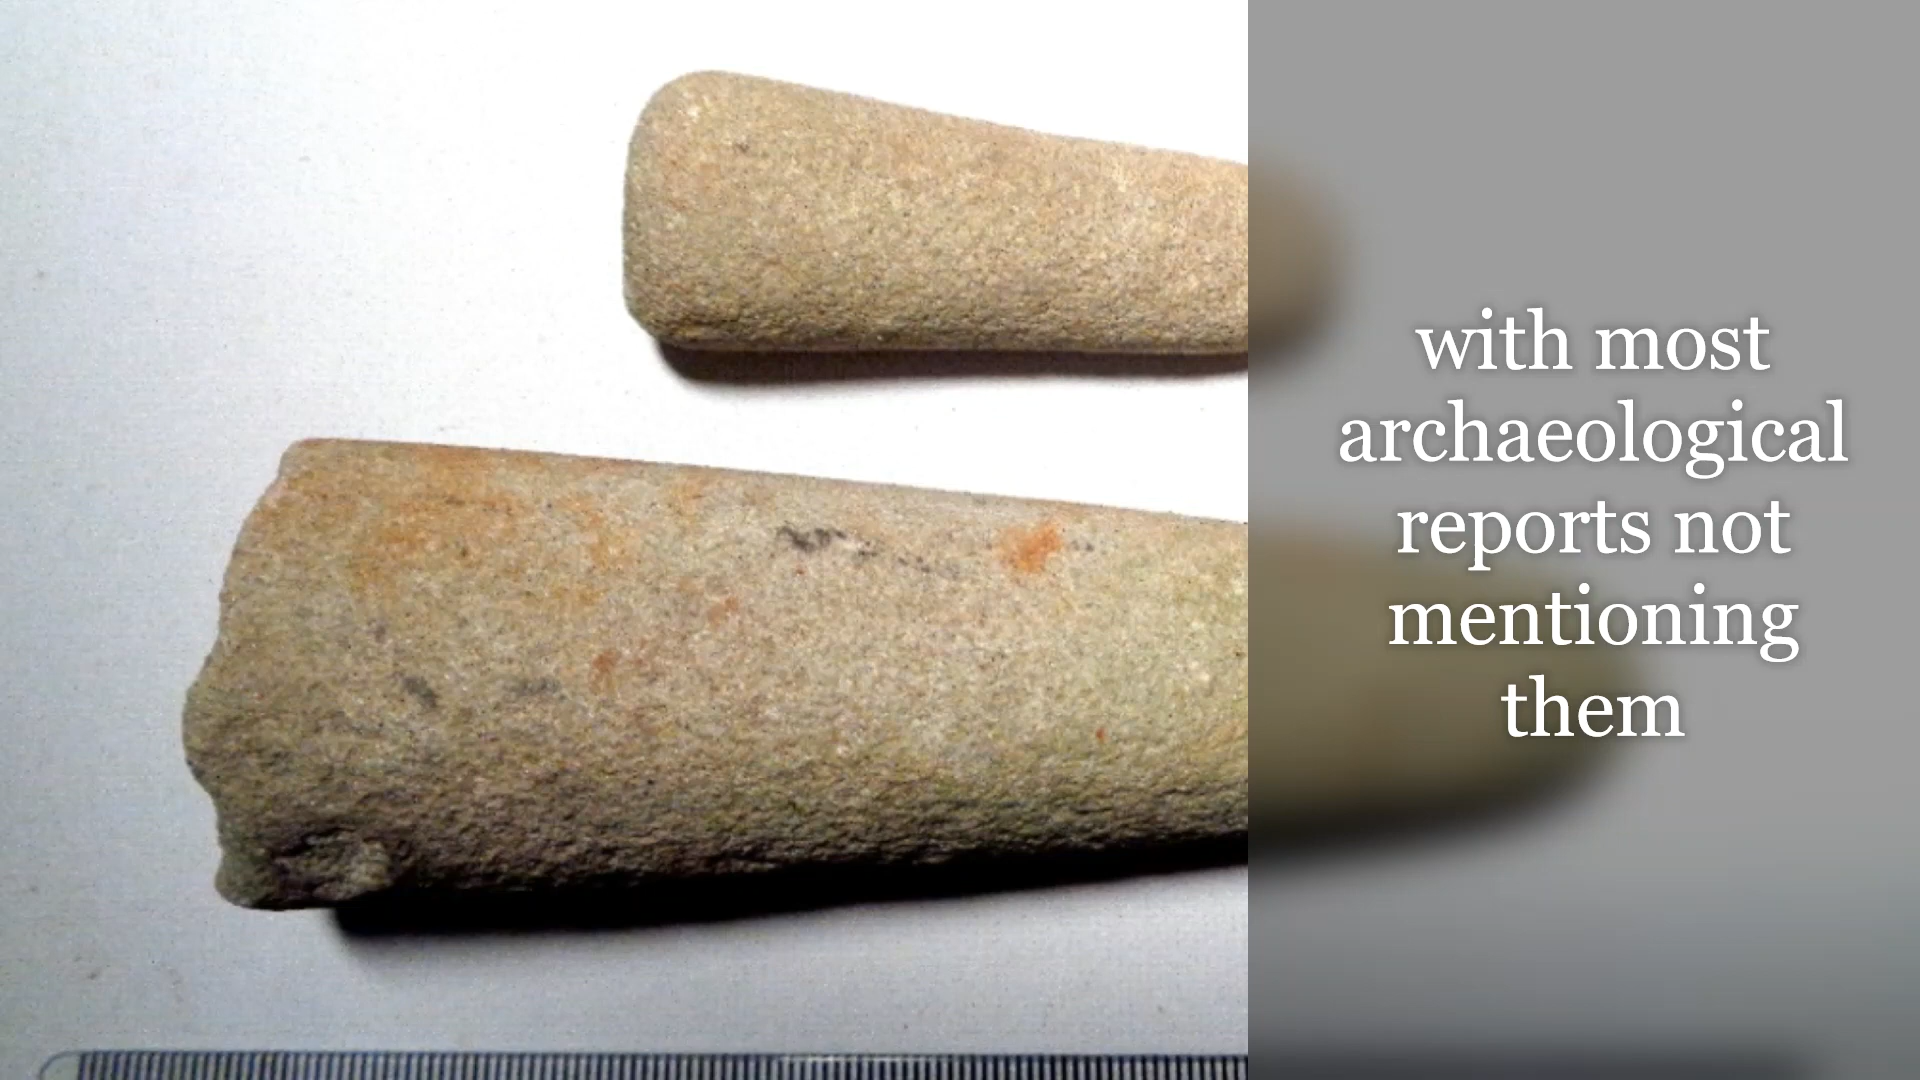 with most
archaeological
reports not
mentioning
them